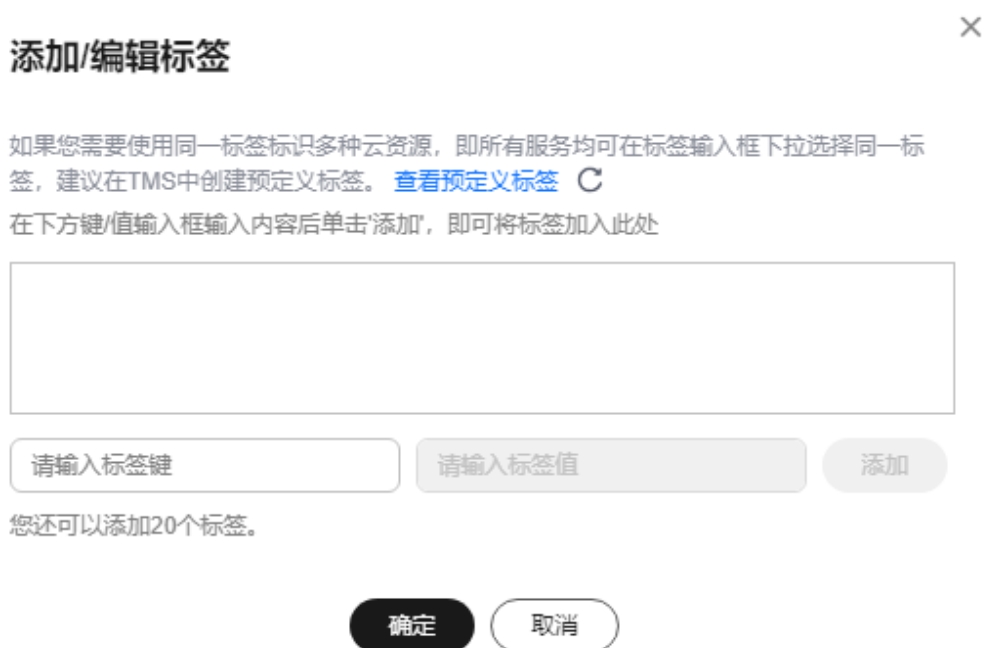 添加/编辑标签
如果您需要使用同一标签标识多种云资源，即所有服务均可在标签输入框下拉选择同一标
签，建议在TMS中创建预定义标签。 查看预定义标签
在下方键/值输入框输入内容后单击'添加'，即可将标签加入此处
请输入标签键 请输入标签值 添加
您还可以添加20个标签。
确定 取消